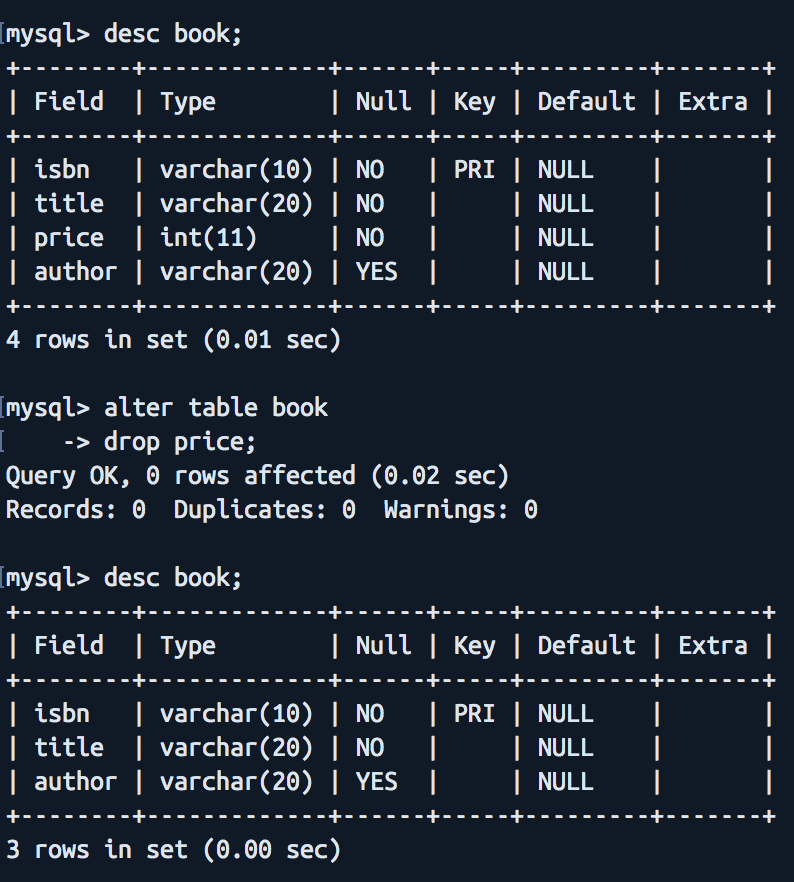 mysql> desc book;
+--------+-------------+------+-----+---------+-------+
| Field  | Type        | Null | Key | Default | Extra |
+--------+-------------+------+-----+---------+-------+
| isbn   | varchar(10) | NO   | PRI | NULL    |       |
| title  | varchar(20) | NO   |     | NULL    |       |
| price  | int(11)     | NO   |     | NULL    |       |
| author | varchar(20) | YES  |     | NULL    |       |
+--------+-------------+------+-----+---------+-------+
4 rows in set (0.01 sec)
mysql> alter table book
    -> drop price;
Query OK, 0 rows affected (0.02 sec)
Records: 0  Duplicates: 0  Warnings: 0
mysql> desc book;
+--------+-------------+------+-----+---------+-------+
| Field  | Type        | Null | Key | Default | Extra |
+--------+-------------+------+-----+---------+-------+
| isbn   | varchar(10) | NO   | PRI | NULL    |       |
| title  | varchar(20) | NO   |     | NULL    |       |
| author | varchar(20) | YES  |     | NULL    |       |
+--------+-------------+------+-----+---------+-------+
3 rows in set (0.00 sec)